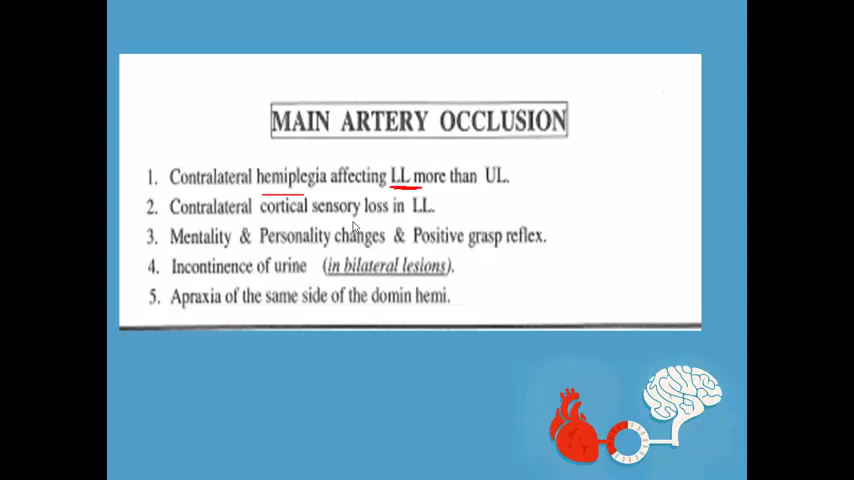 MAIN ARTERY OCCLUSION
1. Contralateral hemiplegia affecting LL more than UL.
2. Contralateral cortical sensory loss in LL.
3. Mentality & Personality changes & Positive grasp reflex.
4. Incontinence of urine (in bilateral lesions).
5. Apraxia of the same side of the domin hemi.